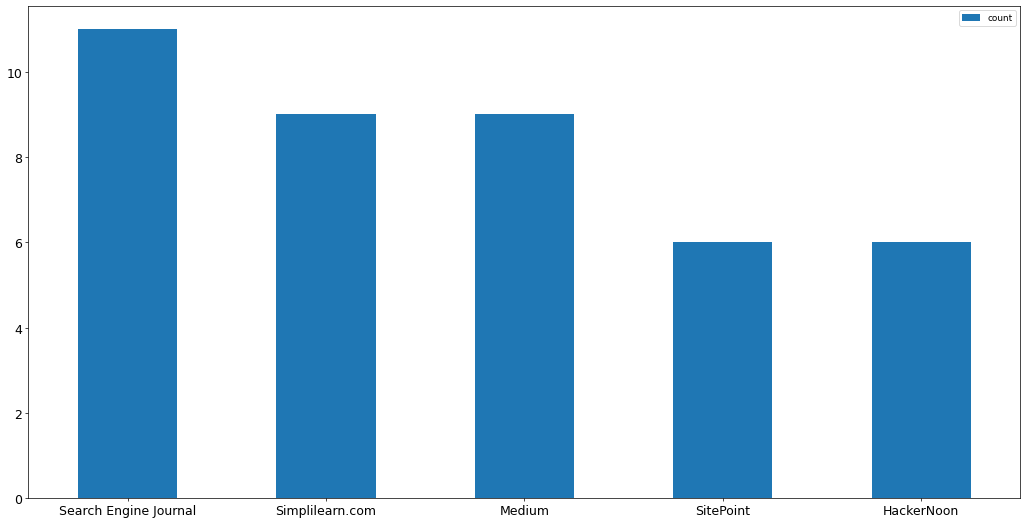 count
10
8
6
4
2
0
Search Engine Journal
Simplilearn.com
Medium
SitePoint
HackerNoon